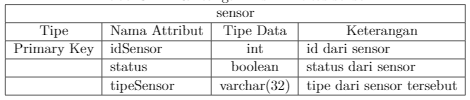 sensor
Tipe Nama Atribut Tipe Data Keterangan
Primary Key idSensor int id dari sensor
status boolean status dari sensor
tipeSensor varchar(32) tipe dari sensor tersebut